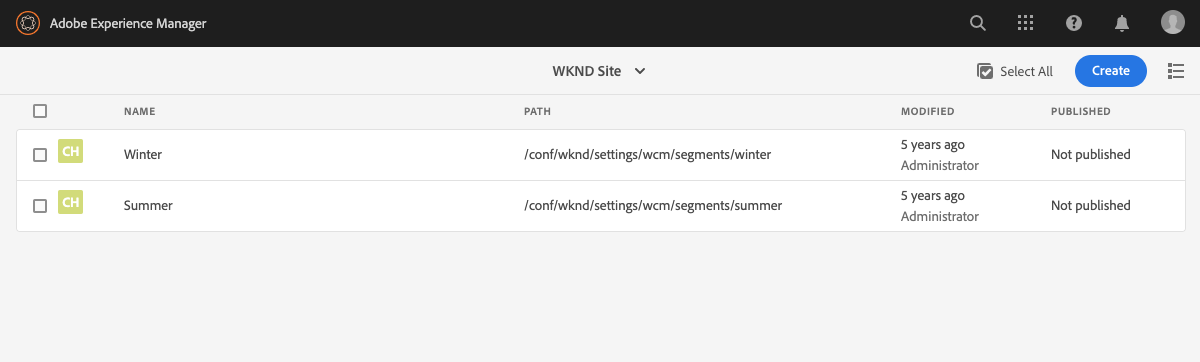 Adobe Experience Manager
WKND Site
Select All
Create
NAME PATH MODIFIED PUBLISHED
CH Winter /conf/wknd/settings/wcm/segments/winter 5 years ago Not published
Administrator
CH Summer /conf/wknd/settings/wcm/segments/summer 5 years ago Not published
Administrator